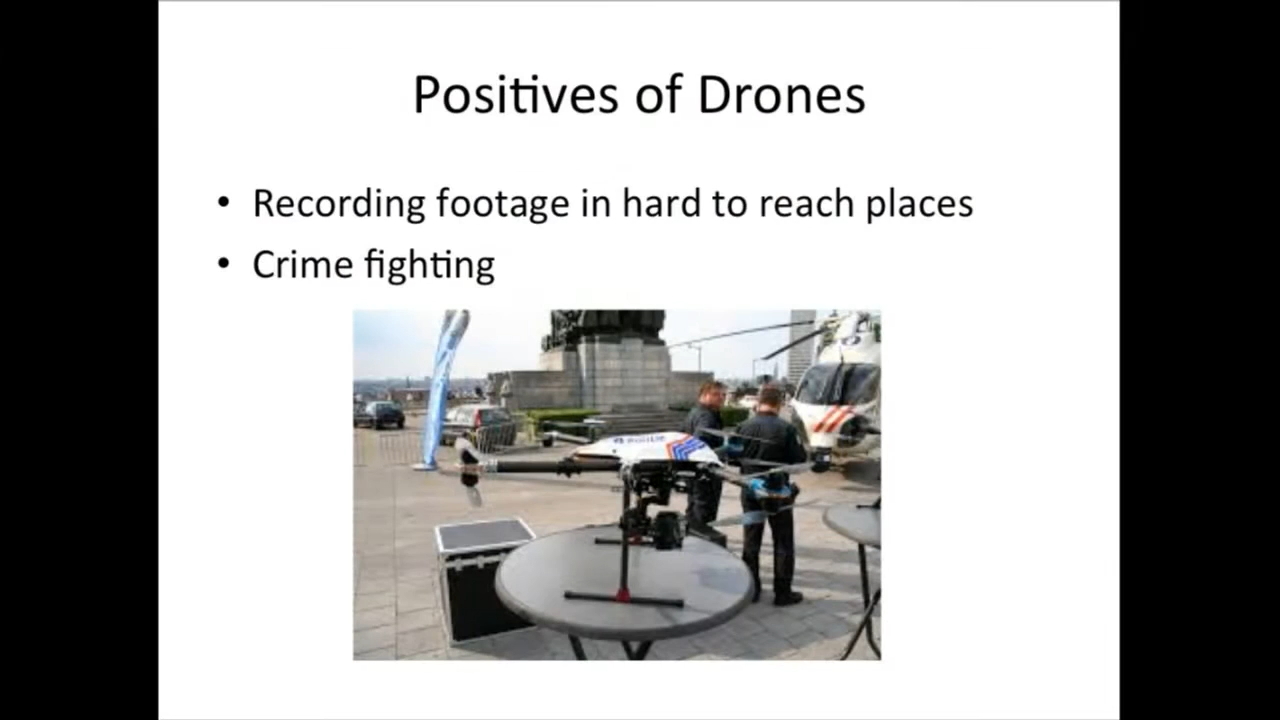 Positives of Drones
• Recording footage in hard to reach places
• Crime fighting